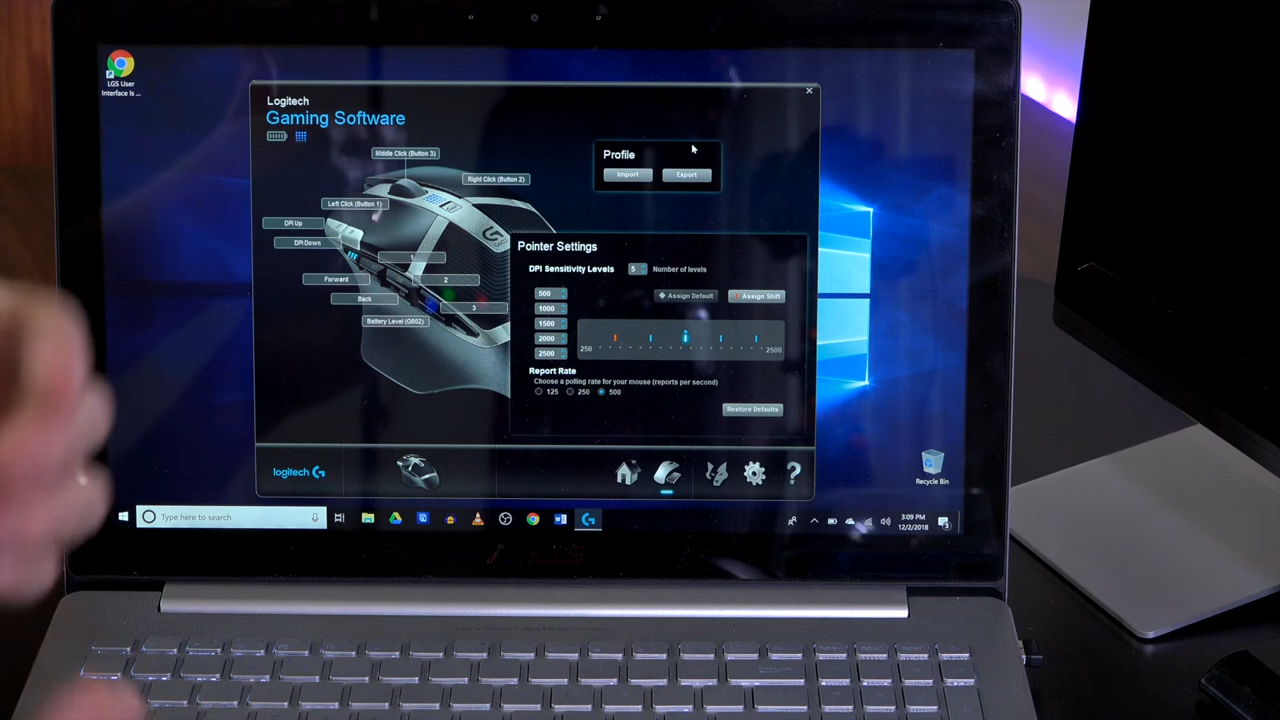 LGS User
Interface Is ...
Logitech
Gaming Software
Middle Click (Button 3)
Right Click (Button 2)
Left Click (Button 1)
DPI Up
DPI Down
1
Forward
2
Back
3
Battery Level (G602)
G602
Profile
Import
Export
Pointer Settings
DPI Sensitivity Levels
5
Number of levels
500
1000
1500
2000
2500
Assign Default
Assign Shift
250
2500
Report Rate
Choose a polling rate for your mouse (reports per second)
125
250
500
Restore Defaults
logitech G
?
Recycle Bin
Type here to search
3:09 PM
12/2/2018